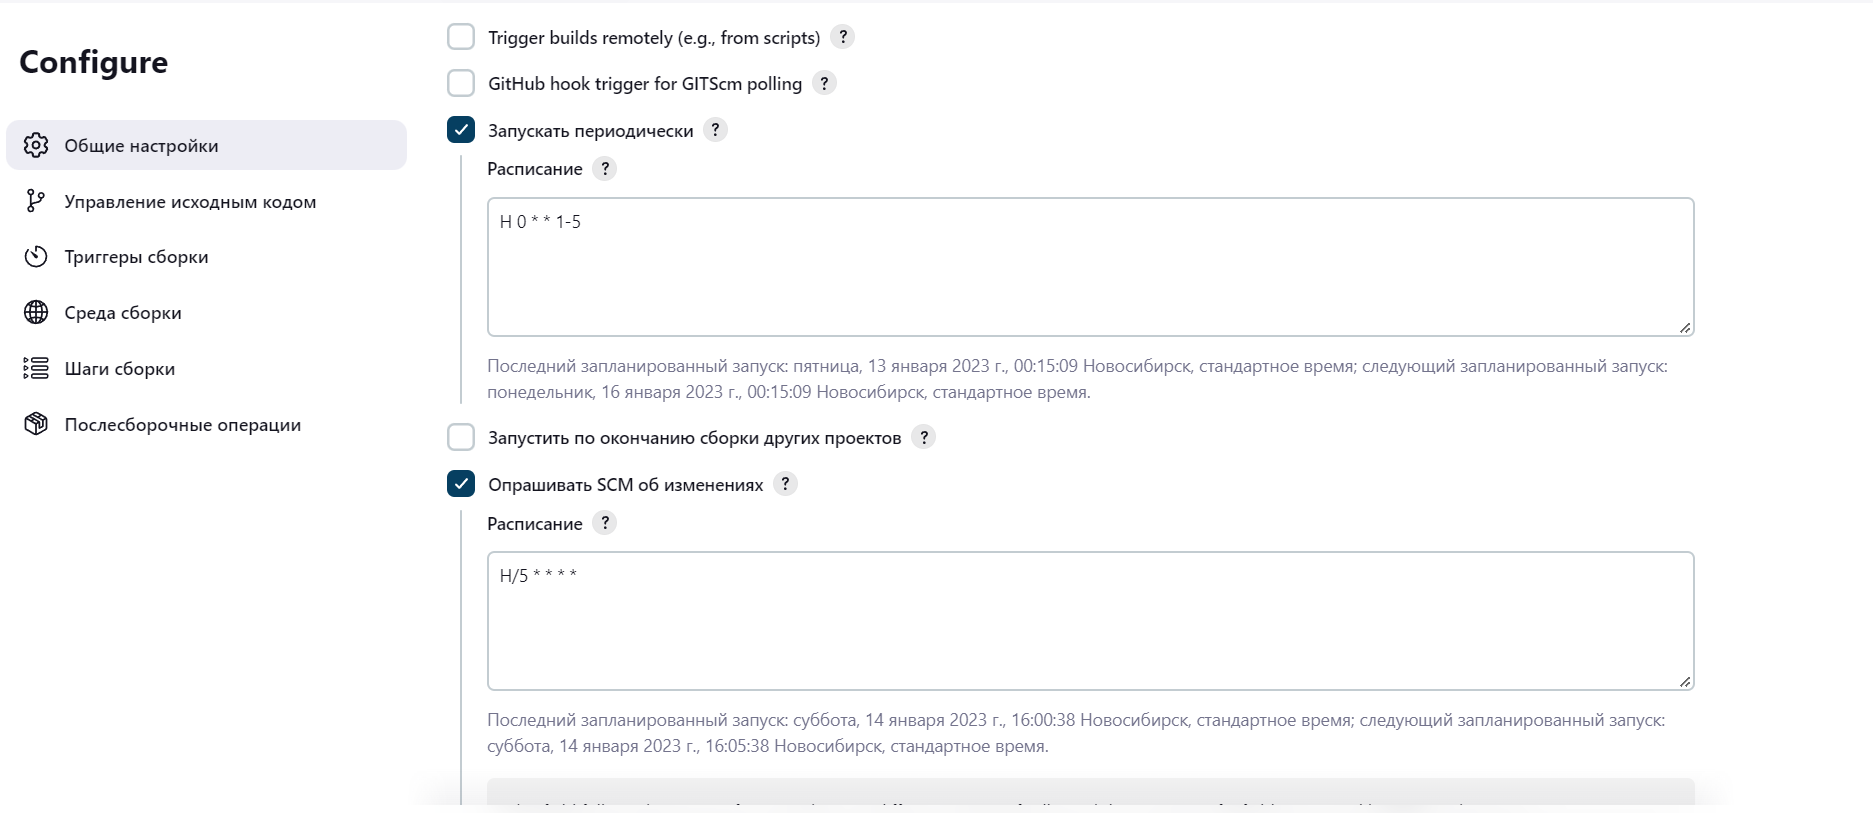 Configure
Общие настройки
Управление исходным кодом
Триггеры сборки
Среда сборки
Шаги сборки
Послесборочные операции
Trigger builds remotely (e.g., from scripts) ?
GitHub hook trigger for GITScm polling ?
Запускать периодически ?
Расписание ?
H 0 * * 1-5
Последний запланированный запуск: пятница, 13 января 2023 г., 00:15:09 Новосибирск, стандартное время; следующий запланированный запуск:
понедельник, 16 января 2023 г., 00:15:09 Новосибирск, стандартное время.
Запустить по окончанию сборки других проектов ?
Опрашивать SCM об изменениях ?
Расписание ?
H/5 * * * *
Последний запланированный запуск: суббота, 14 января 2023 г., 16:00:38 Новосибирск, стандартное время; следующий запланированный запуск:
суббота, 14 января 2023 г., 16:05:38 Новосибирск, стандартное время.